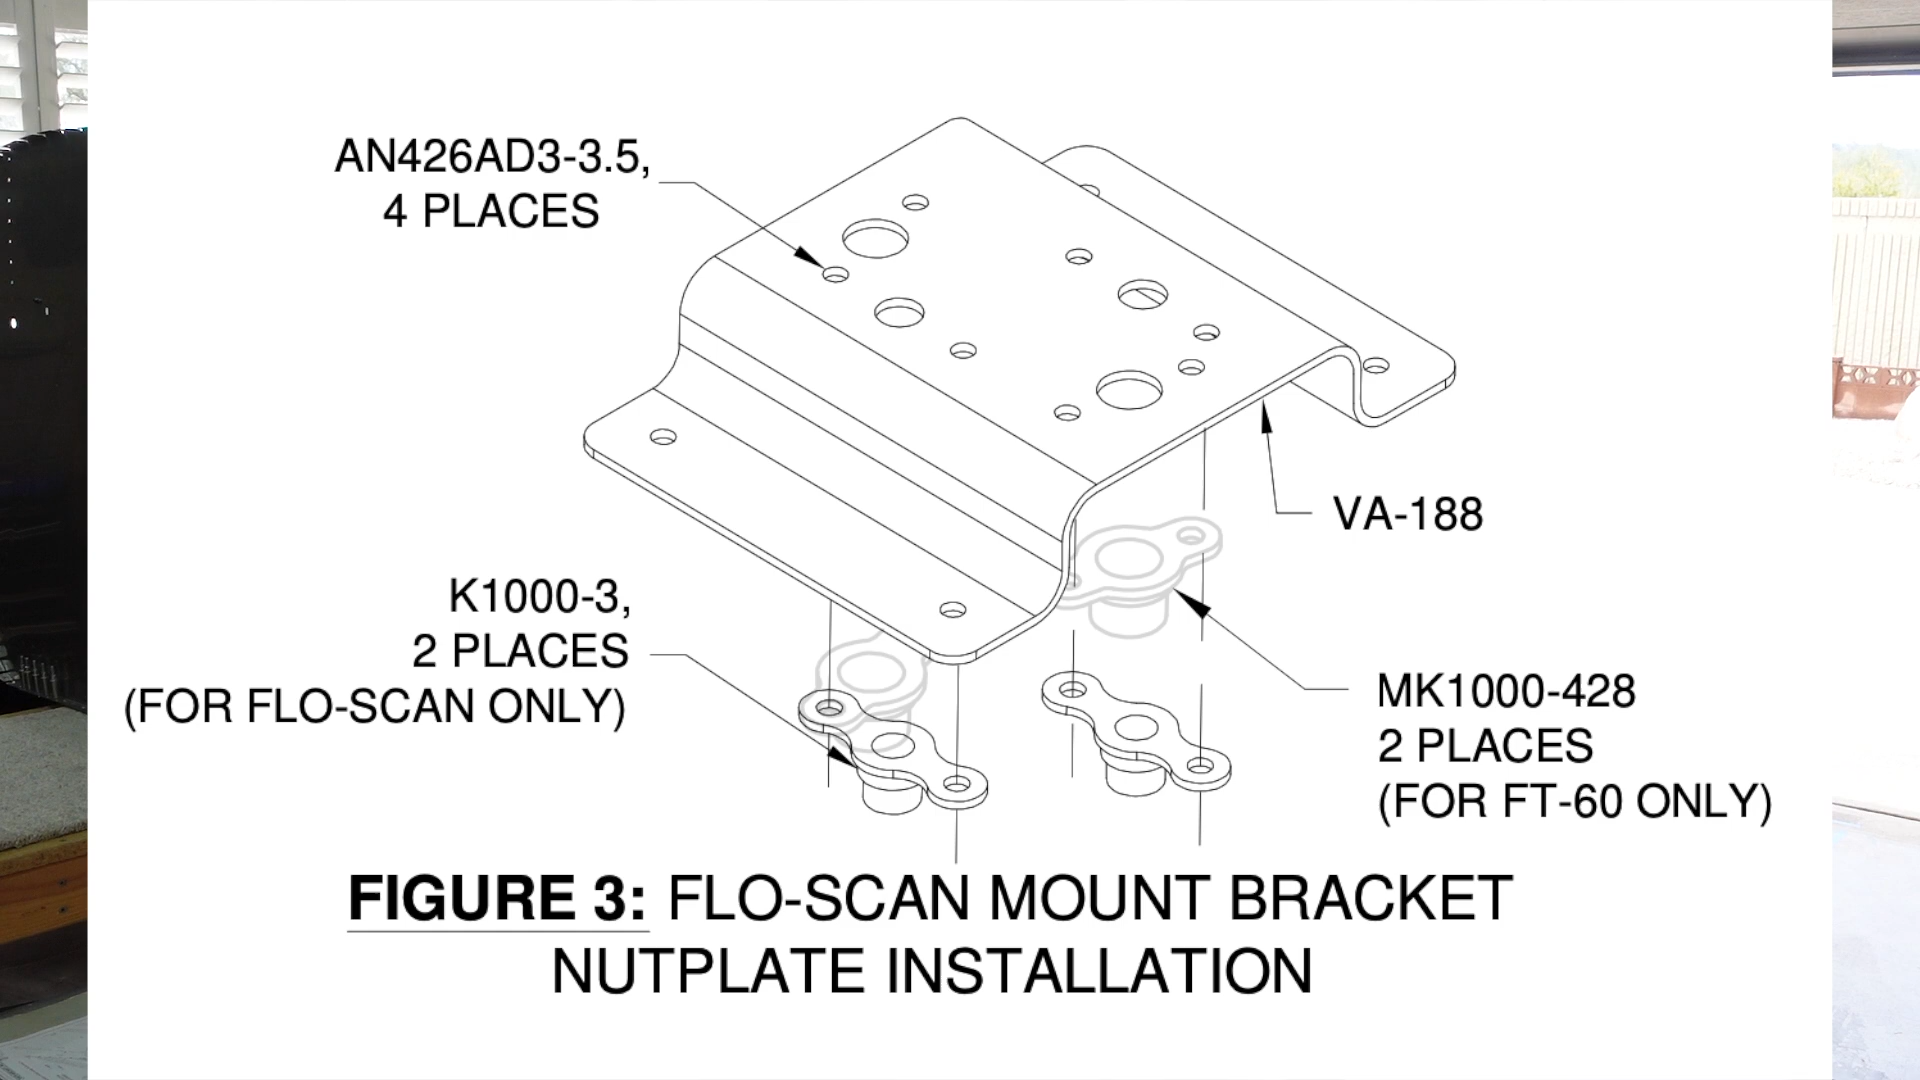 AN426AD3-3.5,
4 PLACES
VA-188
K1000-3,
2 PLACES
(FOR FLO-SCAN ONLY)
MK1000-428
2 PLACES
(FOR FT-60 ONLY)
FIGURE 3: FLO-SCAN MOUNT BRACKET
NUTPLATE INSTALLATION